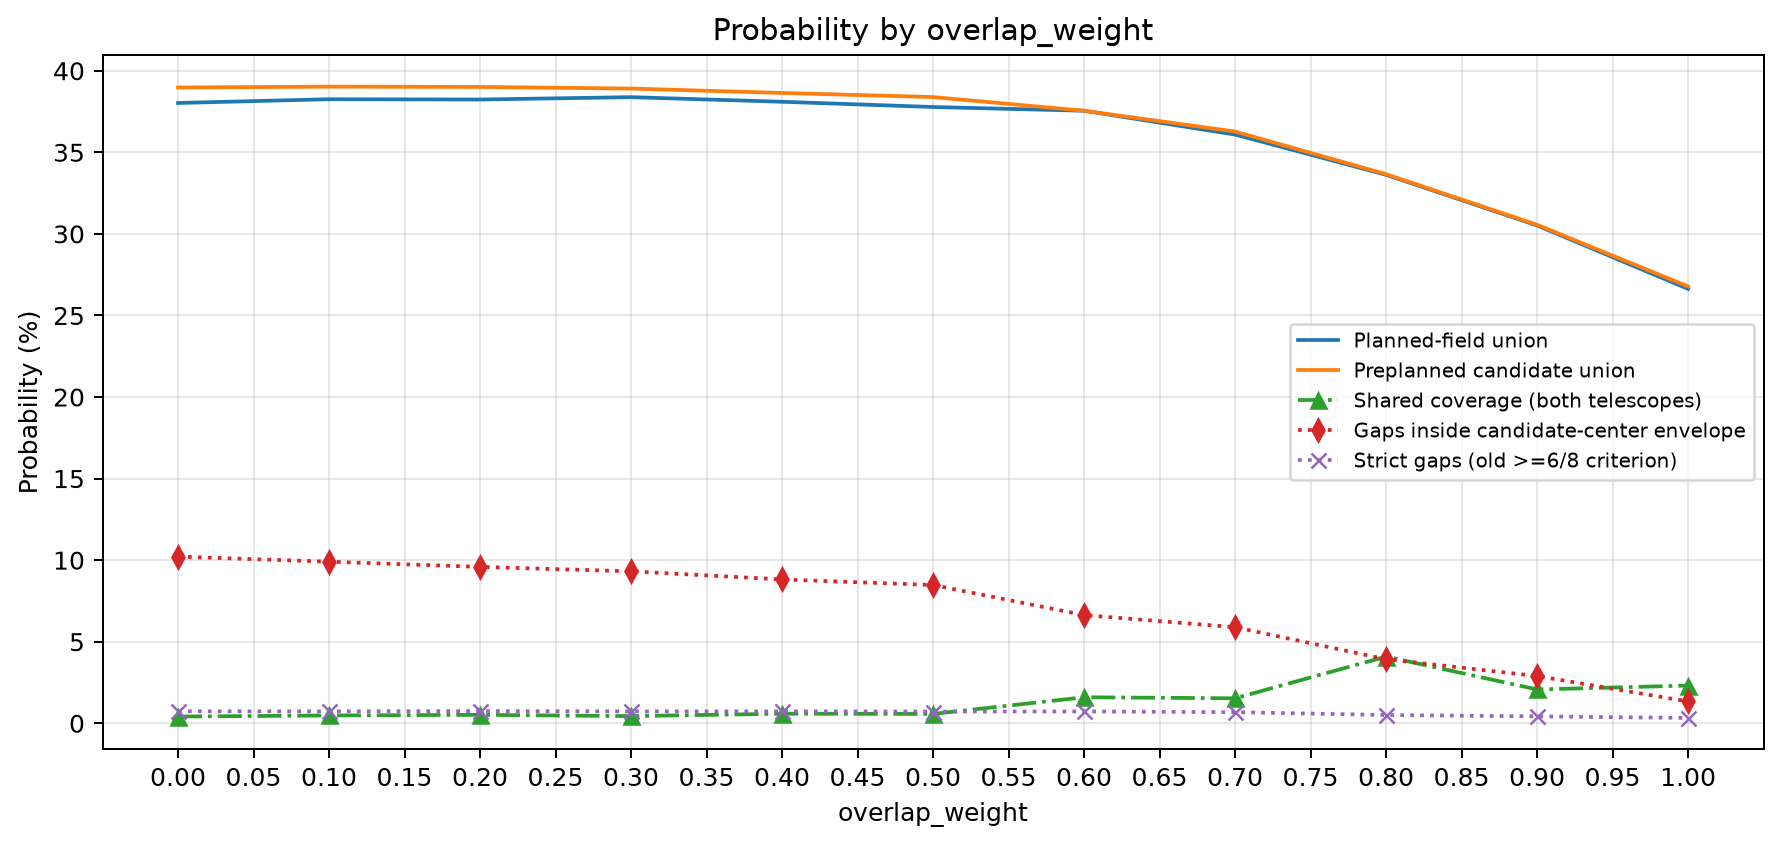 Probability by overlap_weight
Probability (%)
40
35
30
25
20
15
10
5
0
Planned-field union
Preplanned candidate union
Shared coverage (both telescopes)
Gaps inside candidate-center envelope
Strict gaps (old >=6/8 criterion)
0.00 0.05 0.10 0.15 0.20 0.25 0.30 0.35 0.40 0.45 0.50 0.55 0.60 0.65 0.70 0.75 0.80 0.85 0.90 0.95 1.00
overlap_weight